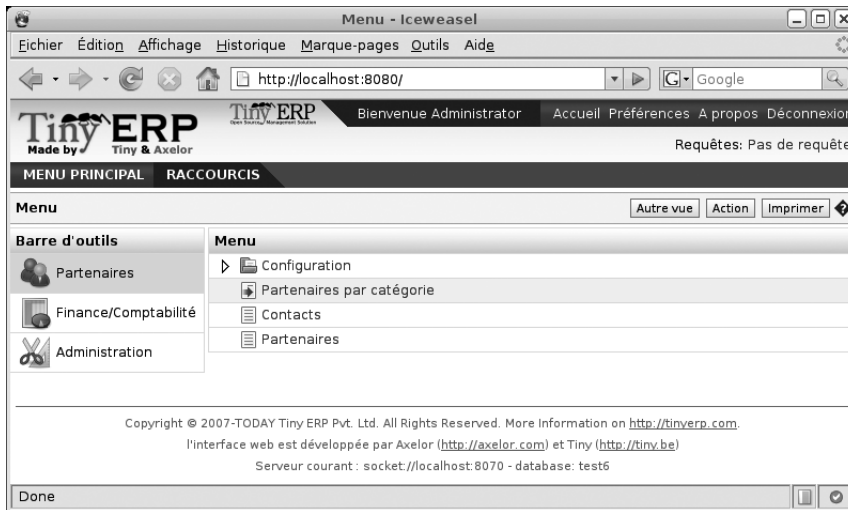 Menu - Iceweasel
Fichier Édition Affichage Historique Marque-pages Outils Aide
http://localhost:8080/ G Google
Tiny ERP
Made by Tiny & Axelor
Tiny ERP
Open Source Management Solution
Bienvenue Administrator Accueil Préférences A propos Déconnexion
Requêtes: Pas de requête
MENU PRINCIPAL RACCOURCIS
Menu Autre vue Action Imprimer ?
Barre d'outils Menu
Partenaires
Finance/Comptabilité
Administration
Configuration
Partenaires par catégorie
Contacts
Partenaires
Copyright © 2007-TODAY Tiny ERP Pvt. Ltd. All Rights Reserved. More Information on http://tinyerp.com.
l'interface web est développée par Axelor (http://axelor.com) et Tiny (http://tiny.be)
Serveur courant : socket://localhost:8070 - database: test6
Done